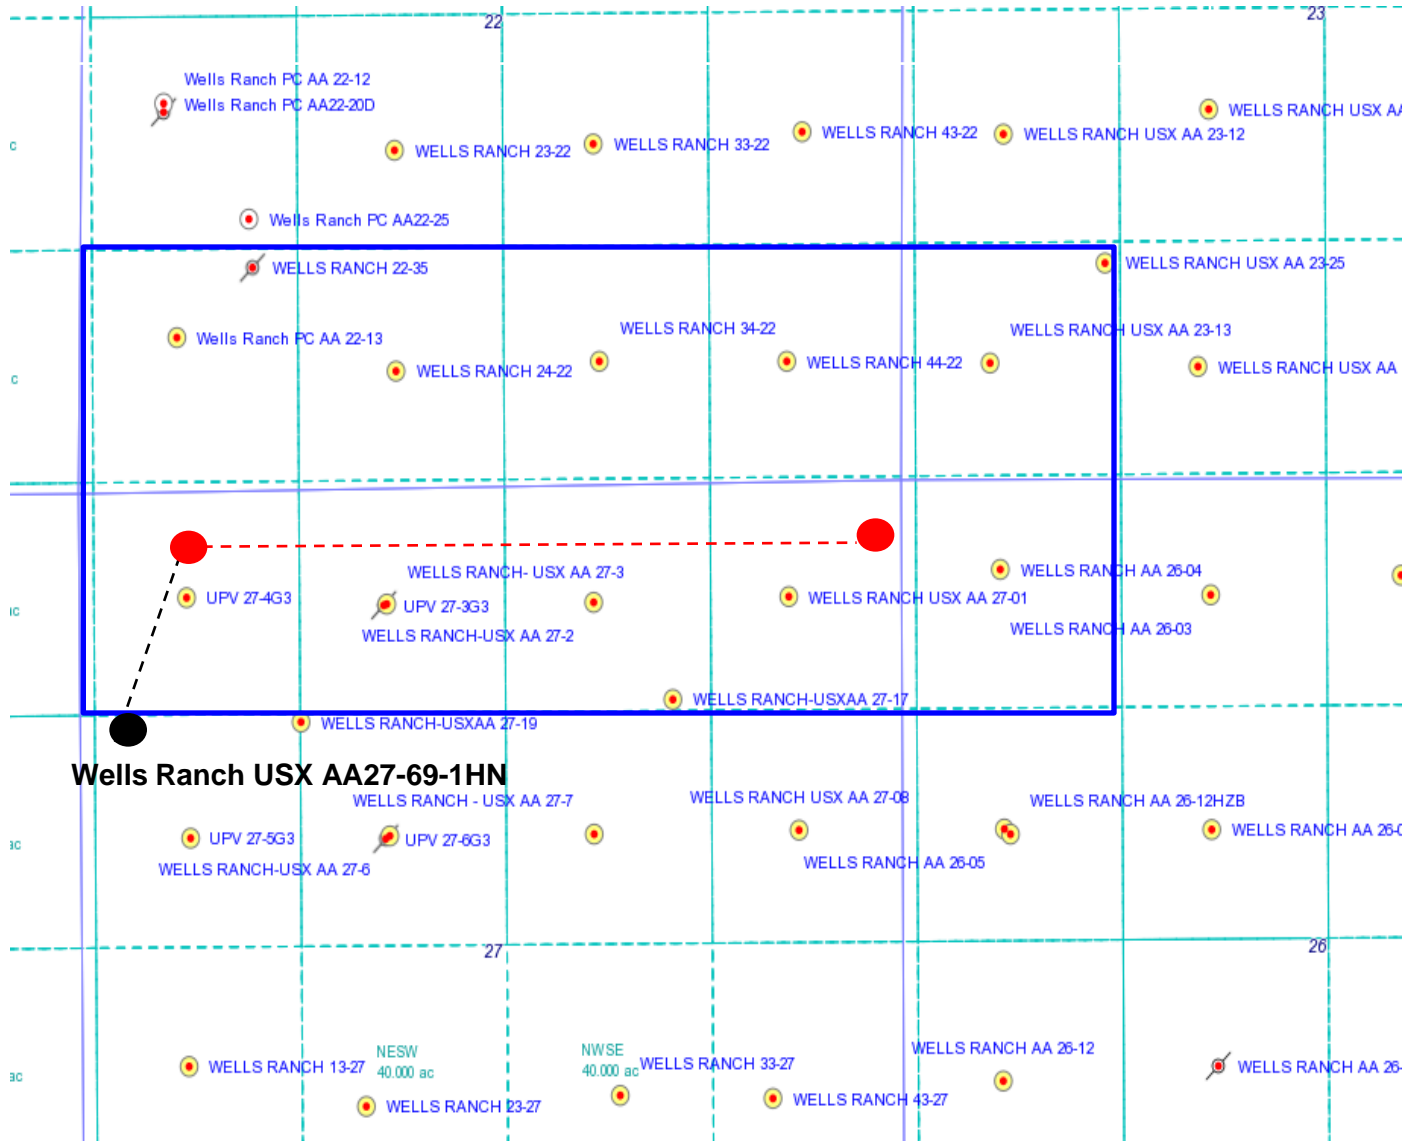 22
23
Wells Ranch PC AA 22-12
Wells Ranch PC AA22-20D
WELLS RANCH USX AA
c
WELLS RANCH 23-22
WELLS RANCH 33-22
WELLS RANCH 43-22
WELLS RANCH USX AA 23-12
Wells Ranch PC AA22-25
WELLS RANCH 22-35
WELLS RANCH USX AA 23-25
Wells Ranch PC AA 22-13
WELLS RANCH 34-22
WELLS RANCH USX AA 23-13
c
WELLS RANCH 24-22
WELLS RANCH 44-22
WELLS RANCH USX AA
WELLS RANCH- USX AA 27-3
WELLS RANCH AA 26-04
ac
UPV 27-4G3
UPV 27-3G3
WELLS RANCH USX AA 27-01
WELLS RANCH-USX AA 27-2
WELLS RANCH AA 26-03
WELLS RANCH-USXAA 27-17
WELLS RANCH-USXAA 27-19
Wells Ranch USX AA27-69-1HN
WELLS RANCH - USX AA 27-7
WELLS RANCH USX AA 27-08
WELLS RANCH AA 26-12HZB
ac
UPV 27-5G3
UPV 27-6G3
WELLS RANCH AA 26-0
WELLS RANCH-USX AA 27-6
WELLS RANCH AA 26-05
27
26
NESW
40.000 ac
NWSE
40.000 ac
WELLS RANCH 33-27
WELLS RANCH AA 26-12
ac
WELLS RANCH 13-27
WELLS RANCH AA 26-
WELLS RANCH 23-27
WELLS RANCH 43-27